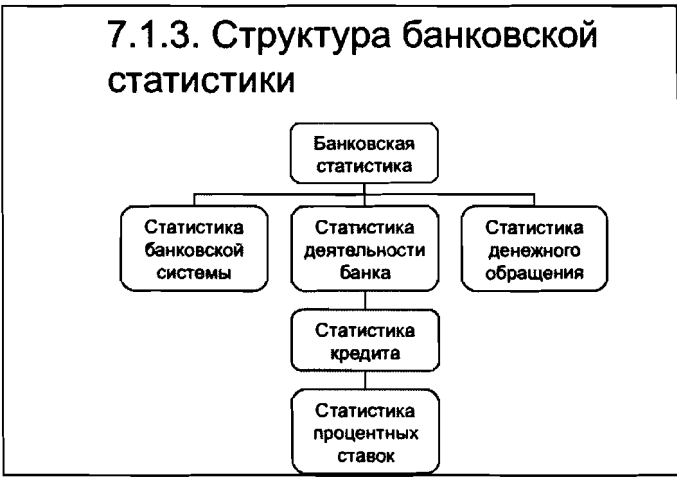 7.1.3. Структура банковской
статистики
Банковская
статистика
Статистика
банковской
системы
Статистика
деятельности
банка
Статистика
денежного
обращения
Статистика
кредита
Статистика
процентных
ставок